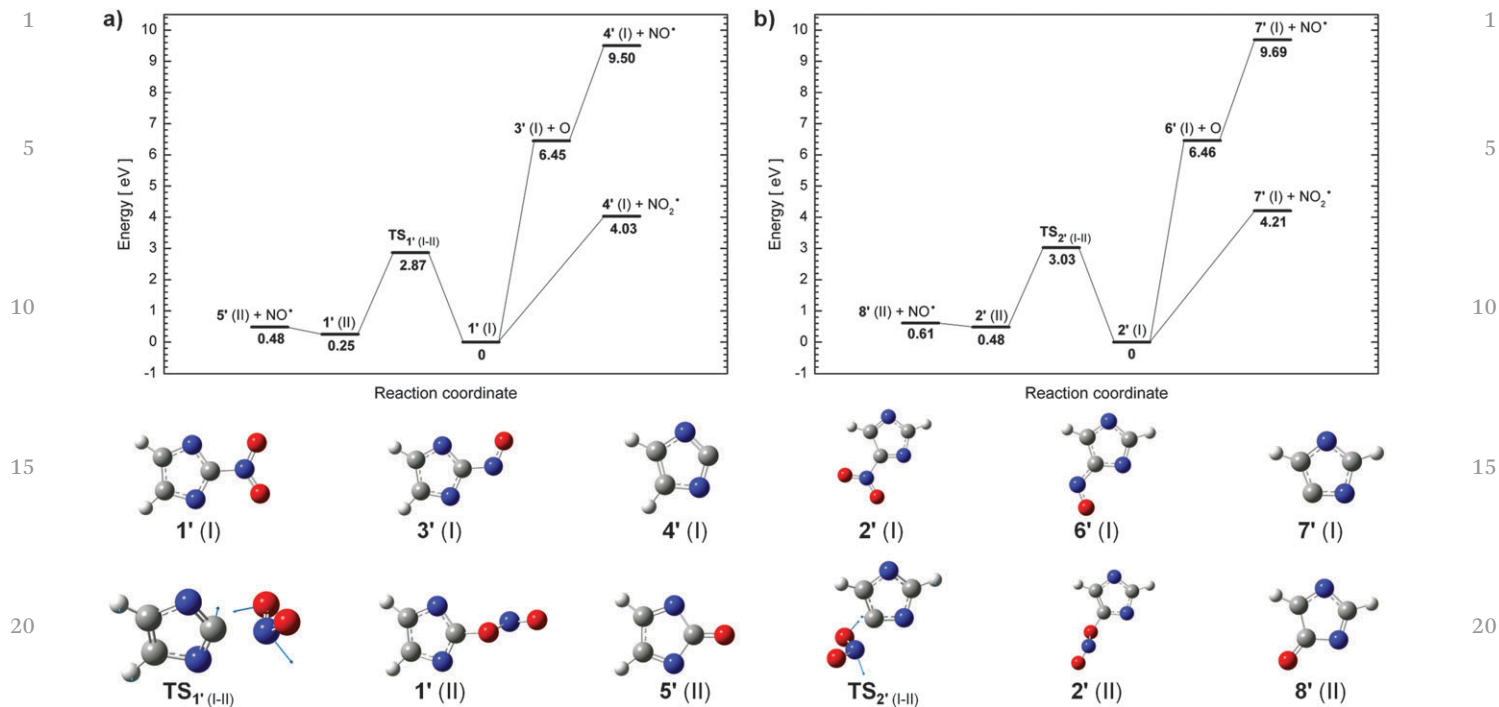 a)
Energy [ eV ]
10
9
8
7
6
5
4
3
2
1
0
-1
4' (I) + NO•
9.50
3' (I) + O
6.45
4' (I) + NO2•
4.03
TS1' (I-II)
2.87
5' (II) + NO•
0.48
1' (II)
0.25
1' (I)
0
Reaction coordinate
1' (I)
3' (I)
4' (I)
TS1' (I-II)
1' (II)
5' (II)
b)
Energy [ eV ]
10
9
8
7
6
5
4
3
2
1
0
-1
7' (I) + NO•
9.69
6' (I) + O
6.46
7' (I) + NO2•
4.21
TS2' (I-II)
3.03
8' (II) + NO•
0.61
2' (II)
0.48
2' (I)
0
Reaction coordinate
2' (I)
6' (I)
7' (I)
TS2' (I-II)
2' (II)
8' (II)
1
5
10
15
20
1
5
10
15
20